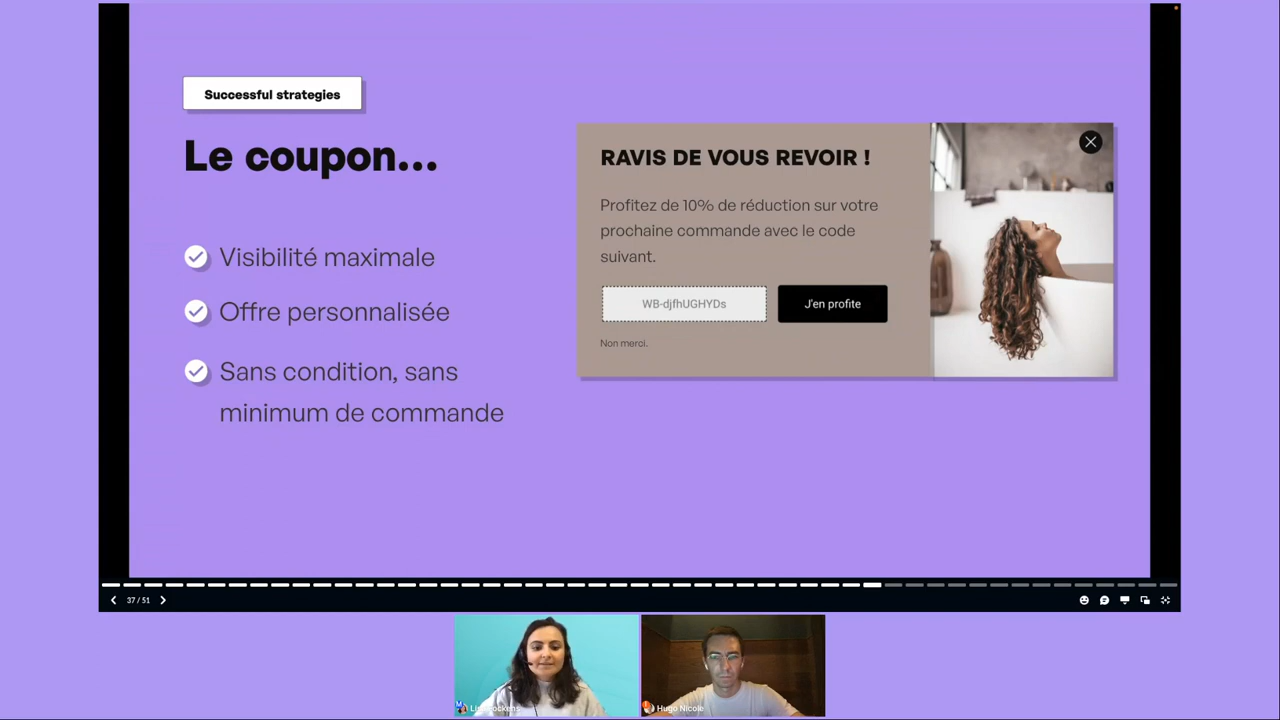 Successful strategies
Le coupon...
Visibilité maximale
Offre personnalisée
Sans condition, sans
minimum de commande
RAVIS DE VOUS REVOIR !
Profitez de 10% de réduction sur votre
prochaine commande avec le code
suivant.
WB-djfhUGHYDs
J'en profite
Non merci.
37 / 51
Hugo Nicole